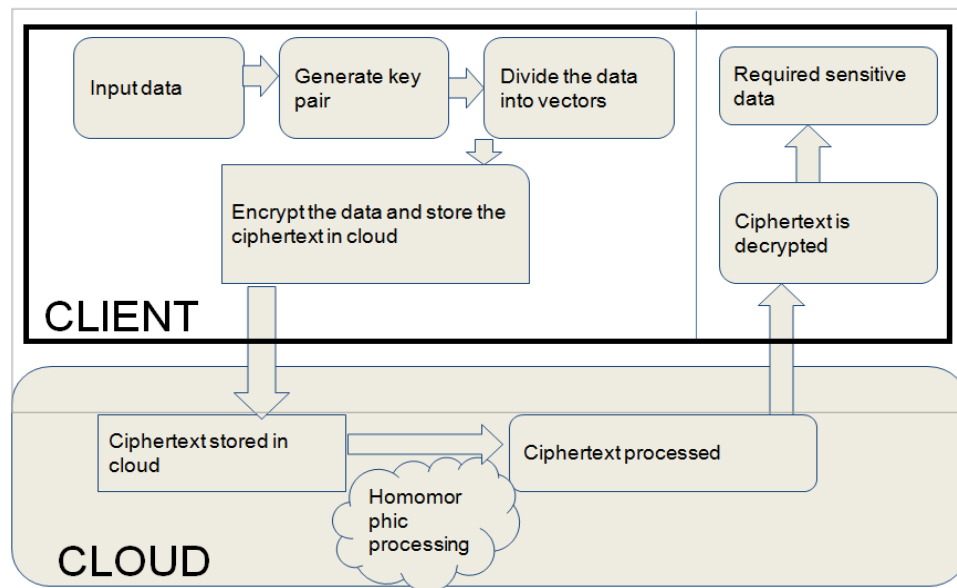 Input data
Generate key
pair
Divide the data
into vectors
Required sensitive
data
Encrypt the data and store the
ciphertext in cloud
Ciphertext is
decrypted
CLIENT
Ciphertext stored in
cloud
Ciphertext processed
Homomor
phic
processing
CLOUD